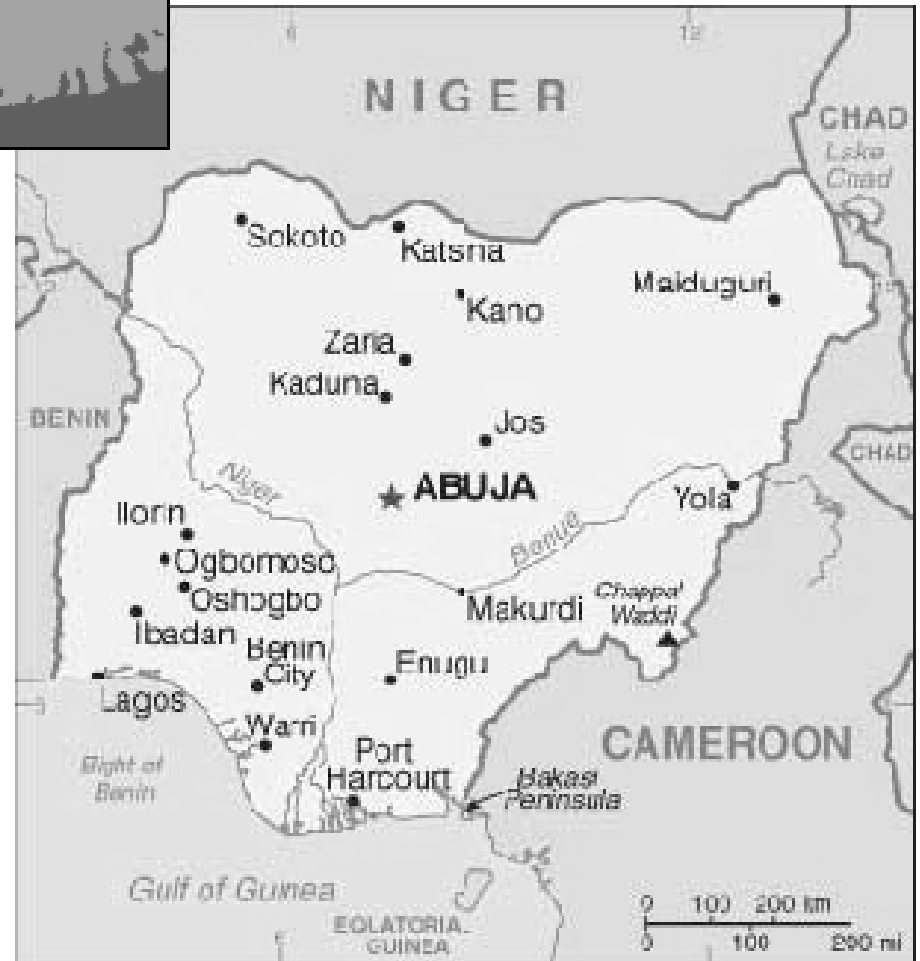 6
12
NIGER
CHAD
Lake
Chad
Sokoto
Katsina
Maiduguri
Kano
Zaria
Kaduna
BENIN
Jos
CHAD
Niger
ABUJA
Yola
Ilorin
Benue
Ogbomoso
Oshogbo
Chappal
Waddi
Makurdi
Ibadan
Benin
City
Enugu
Lagos
Warri
CAMEROON
Port
Harcourt
Bight of
Benin
Bakasi
Peninsula
Gulf of Guinea
EQUATORIAL
GUINEA
0 100 200 km
0 100 200 mi